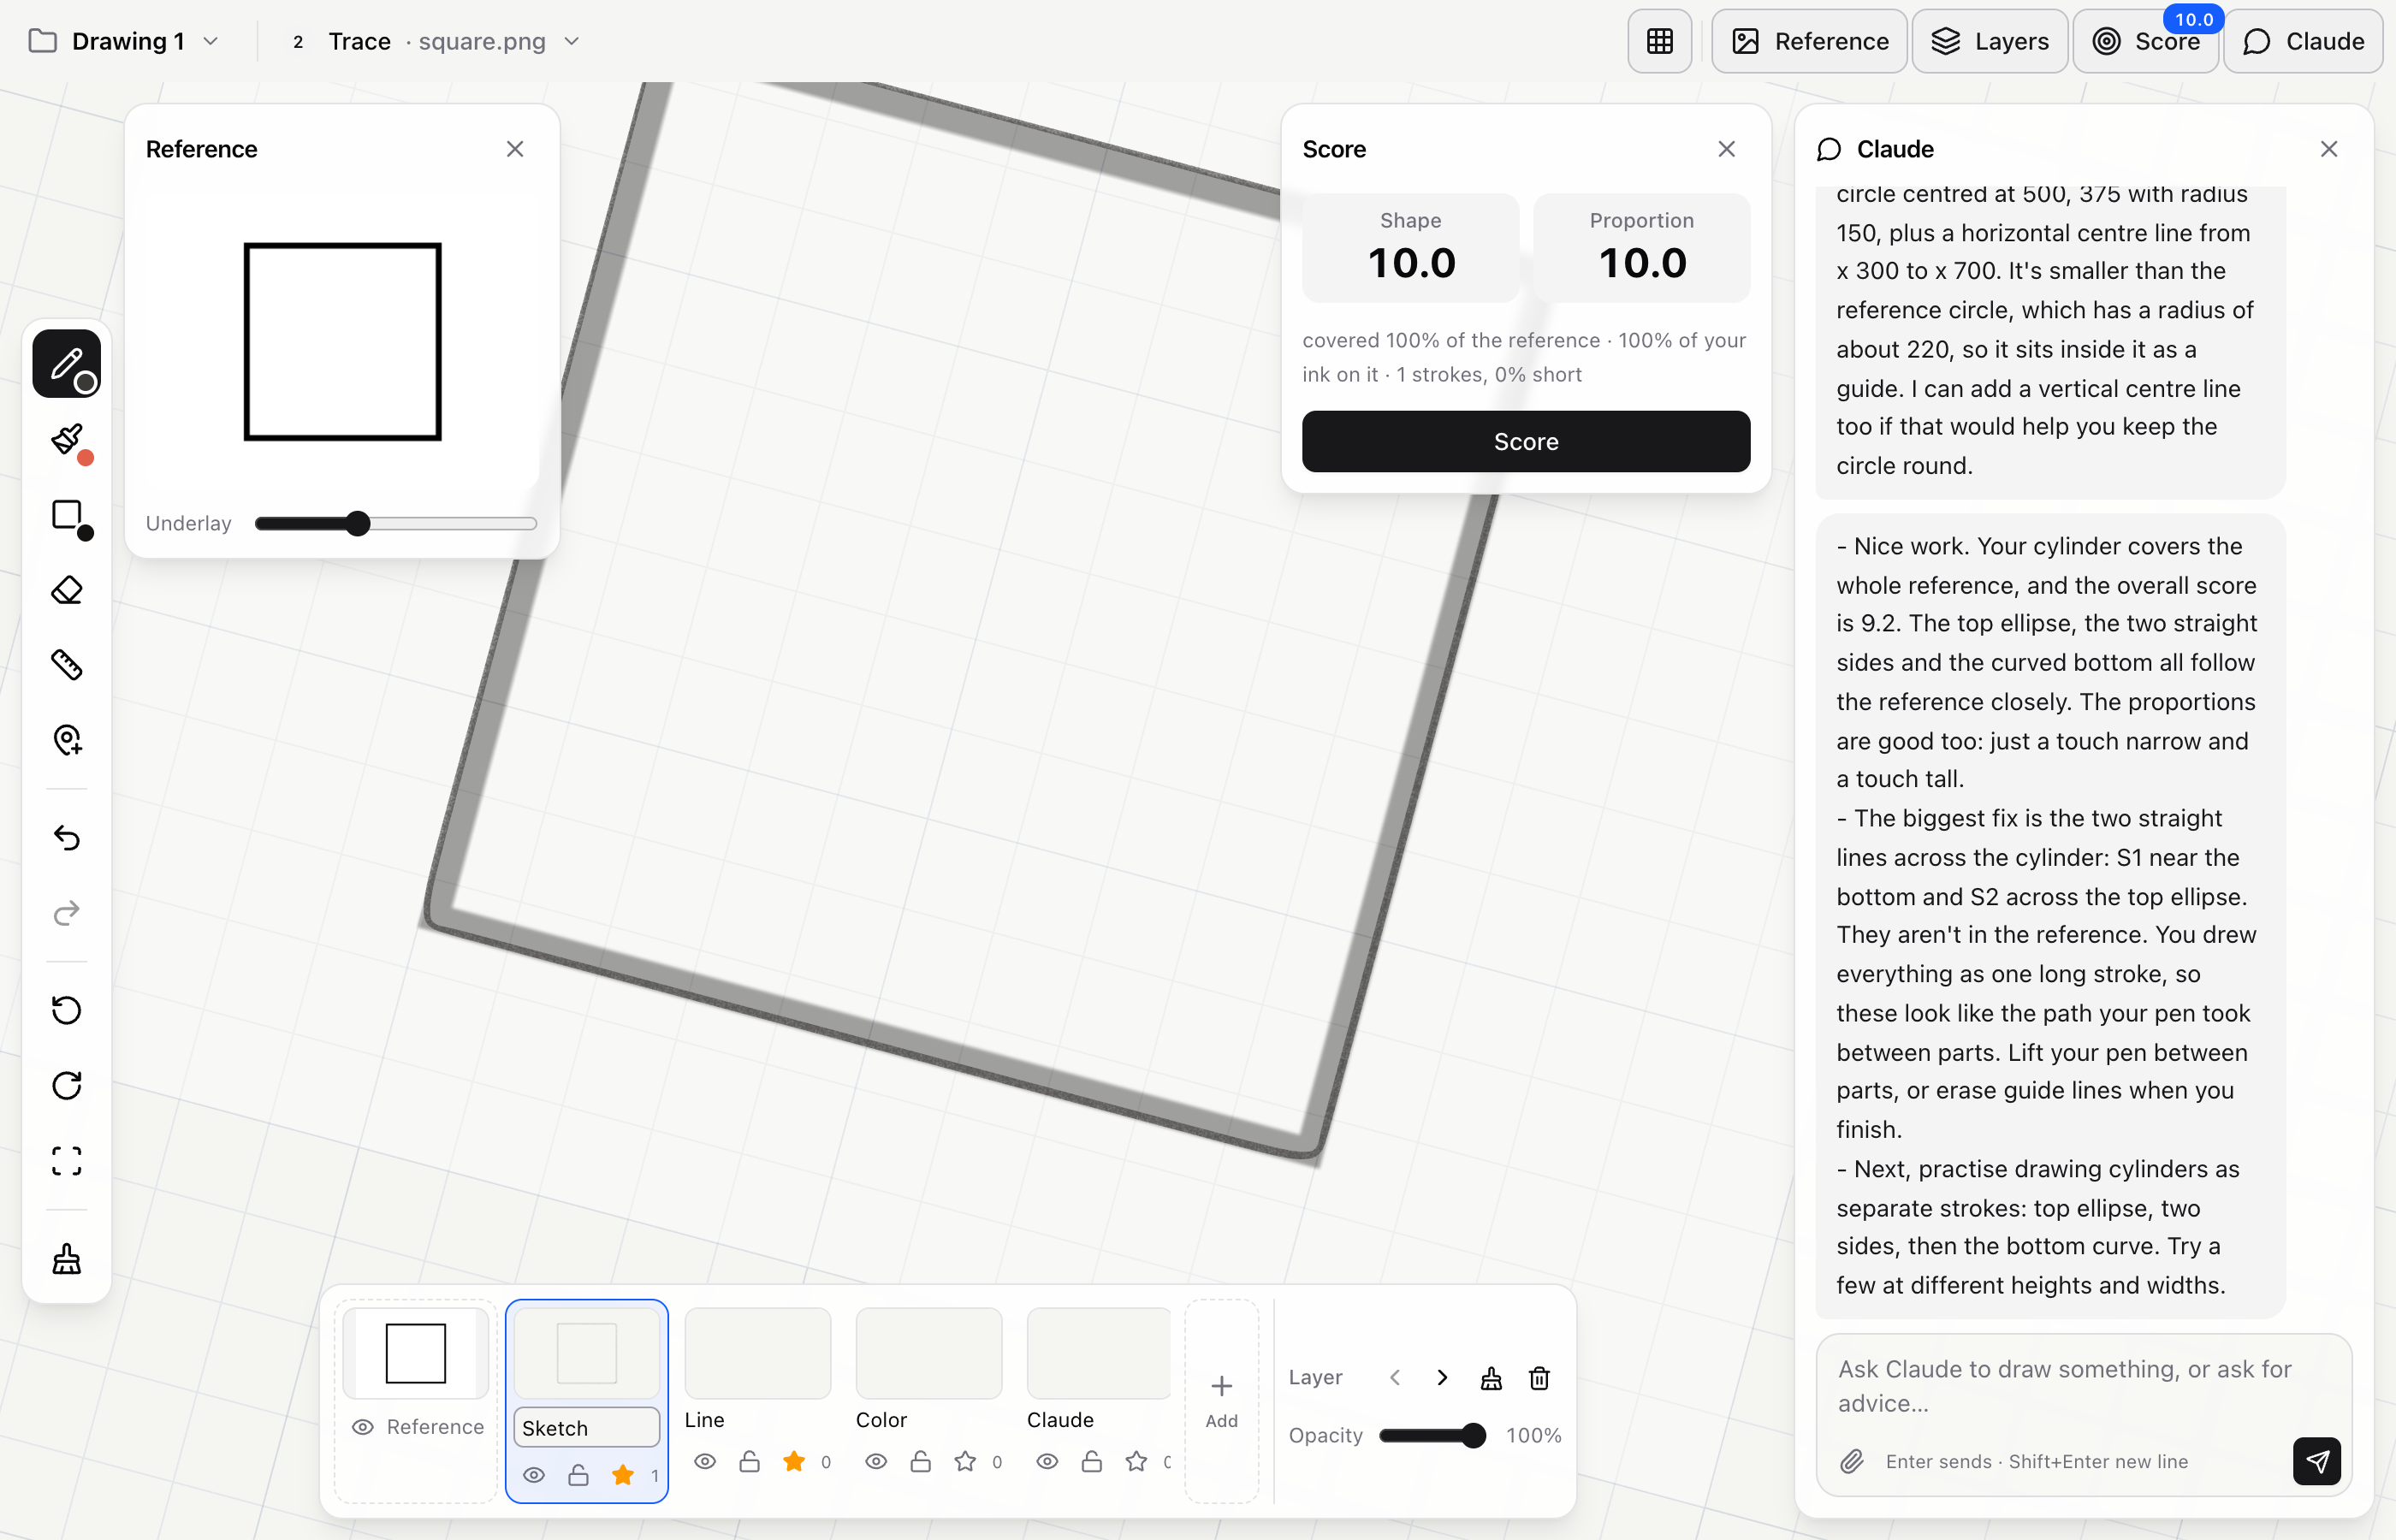 Drawing 1
2 Trace · square.png
Reference
Layers
Score
10.0
Claude
Reference
Underlay
Score
Shape
10.0
Proportion
10.0
covered 100% of the reference · 100% of your
ink on it · 1 strokes, 0% short
Score
Claude
circle centred at 500, 375 with radius
150, plus a horizontal centre line from
x 300 to x 700. It's smaller than the
reference circle, which has a radius of
about 220, so it sits inside it as a
guide. I can add a vertical centre line
too if that would help you keep the
circle round.
- Nice work. Your cylinder covers the
whole reference, and the overall score
is 9.2. The top ellipse, the two straight
sides and the curved bottom all follow
the reference closely. The proportions
are good too: just a touch narrow and
a touch tall.
- The biggest fix is the two straight
lines across the cylinder: S1 near the
bottom and S2 across the top ellipse.
They aren't in the reference. You drew
everything as one long stroke, so
these look like the path your pen took
between parts. Lift your pen between
parts, or erase guide lines when you
finish.
- Next, practise drawing cylinders as
separate strokes: top ellipse, two
sides, then the bottom curve. Try a
few at different heights and widths.
Ask Claude to draw something, or ask for
advice...
Enter sends · Shift+Enter new line
Reference
Sketch
1
Line
0
Color
0
Claude
Add
Layer
Opacity
100%